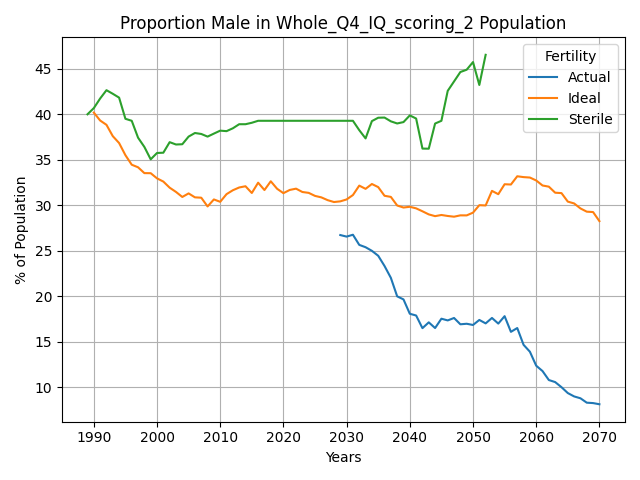 Proportion Male in Whole_Q4_IQ_scoring_2 Population
Fertility
Actual
Ideal
Sterile
% of Population
45
40
35
30
25
20
15
10
1990 2000 2010 2020 2030 2040 2050 2060 2070
Years